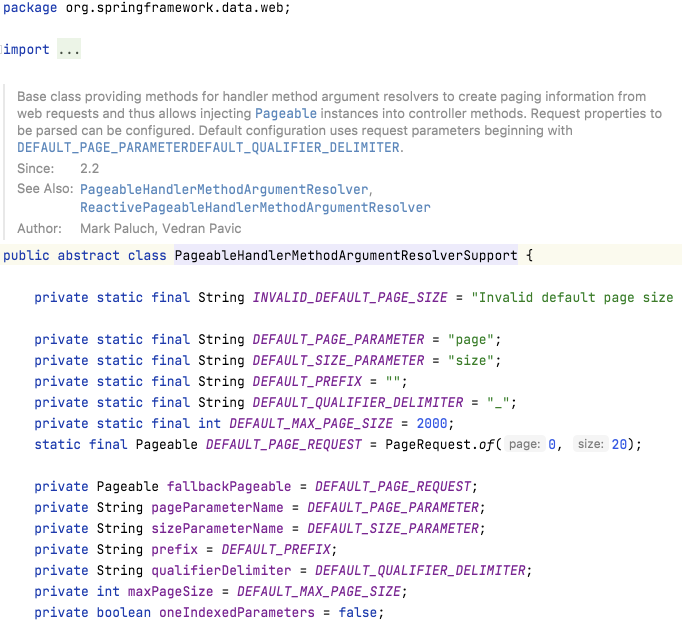 package org.springframework.data.web;
import ...
Base class providing methods for handler method argument resolvers to create paging information from
web requests and thus allows injecting Pageable instances into controller methods. Request properties to
be parsed can be configured. Default configuration uses request parameters beginning with
DEFAULT_PAGE_PARAMETERDEFAULT_QUALIFIER_DELIMITER.
Since: 2.2
See Also: PageableHandlerMethodArgumentResolver,
ReactivePageableHandlerMethodArgumentResolver
Author: Mark Paluch, Vedran Pavic
public abstract class PageableHandlerMethodArgumentResolverSupport {
private static final String INVALID_DEFAULT_PAGE_SIZE = "Invalid default page size
private static final String DEFAULT_PAGE_PARAMETER = "page";
private static final String DEFAULT_SIZE_PARAMETER = "size";
private static final String DEFAULT_PREFIX = "";
private static final String DEFAULT_QUALIFIER_DELIMITER = "_";
private static final int DEFAULT_MAX_PAGE_SIZE = 2000;
static final Pageable DEFAULT_PAGE_REQUEST = PageRequest.of( page: 0, size: 20);
private Pageable fallbackPageable = DEFAULT_PAGE_REQUEST;
private String pageParameterName = DEFAULT_PAGE_PARAMETER;
private String sizeParameterName = DEFAULT_SIZE_PARAMETER;
private String prefix = DEFAULT_PREFIX;
private String qualifierDelimiter = DEFAULT_QUALIFIER_DELIMITER;
private int maxPageSize = DEFAULT_MAX_PAGE_SIZE;
private boolean oneIndexedParameters = false;